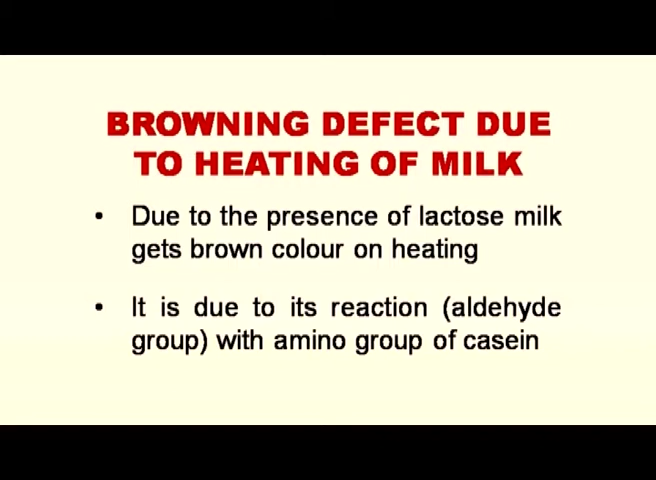 BROWNING DEFECT DUE
TO HEATING OF MILK
• Due to the presence of lactose milk
gets brown colour on heating
• It is due to its reaction (aldehyde
group) with amino group of casein